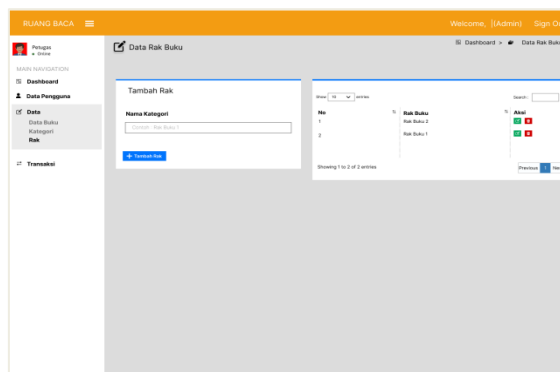 RUANG BACA
Welcome, |(Admin) Sign Ou
Petugas
Online
Data Rak Buku
Dashboard > Data Rak Buku
MAIN NAVIGATION
Dashboard
Data Pengguna
Data
Data Buku
Kategori
Rak
Transaksi
Tambah Rak
Nama Kategori
Contoh : Rak Buku 1
+ Tambah Rak
Show 10 entries
Search:
No Rak Buku Aksi
1 Rak Buku 2
2 Rak Buku 1
Showing 1 to 2 of 2 entries
Previous 1 Ne